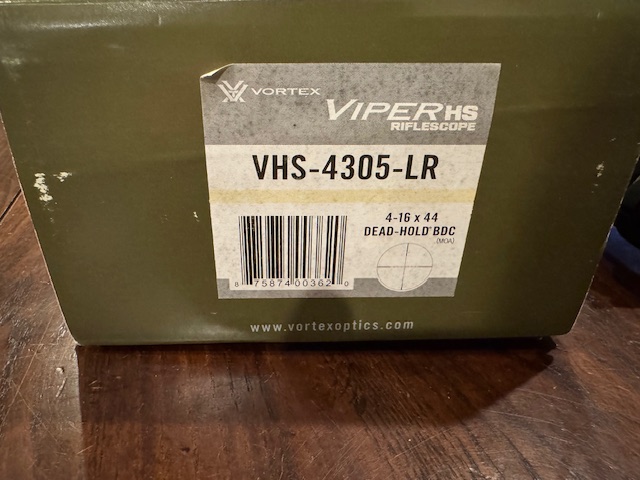 VORTEX
VIPER HS
RIFLESCOPE
VHS-4305-LR
4-16 x 44
DEAD-HOLD® BDC
(MOA)
8 75874 00362 0
www.vortexoptics.com